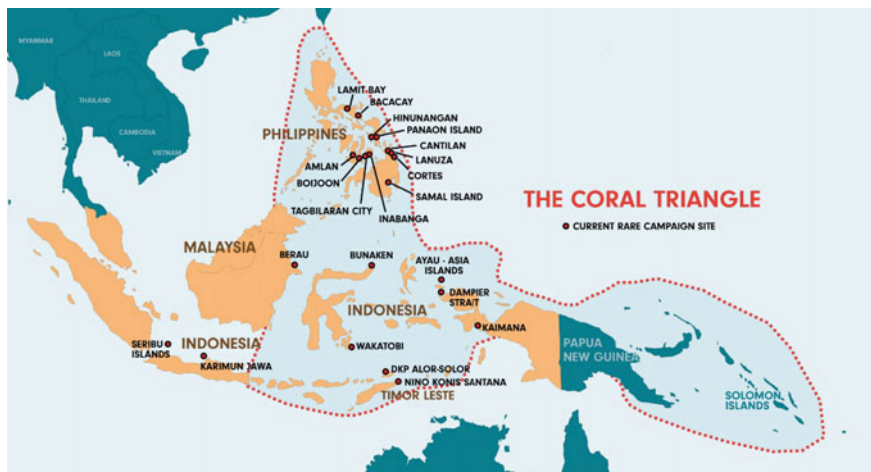 MYANMAR
LAOS
THAILAND
CAMBODIA
VIETNAM
LAMIT BAY
BACACAY
HINUNANGAN
PHILIPPINES
PANAON ISLAND
CANTILAN
LANUZA
CORTES
AMLAN
BOIJOON
SAMAL ISLAND
TAGBILARAN CITY
INABANGA
THE CORAL TRIANGLE
CURRENT RARE CAMPAIGN SITE
MALAYSIA
BERAU
BUNAKEN
AYAU - ASIA
ISLANDS
DAMPIER
STRAIT
INDONESIA
KAIMANA
SERIBU
ISLANDS
INDONESIA
KARIMUN JAWA
WAKATOBI
PAPUA
NEW GUINEA
DKP ALOR-SOLOR
NINO KONIS SANTANA
TIMOR LESTE
SOLOMON
ISLANDS